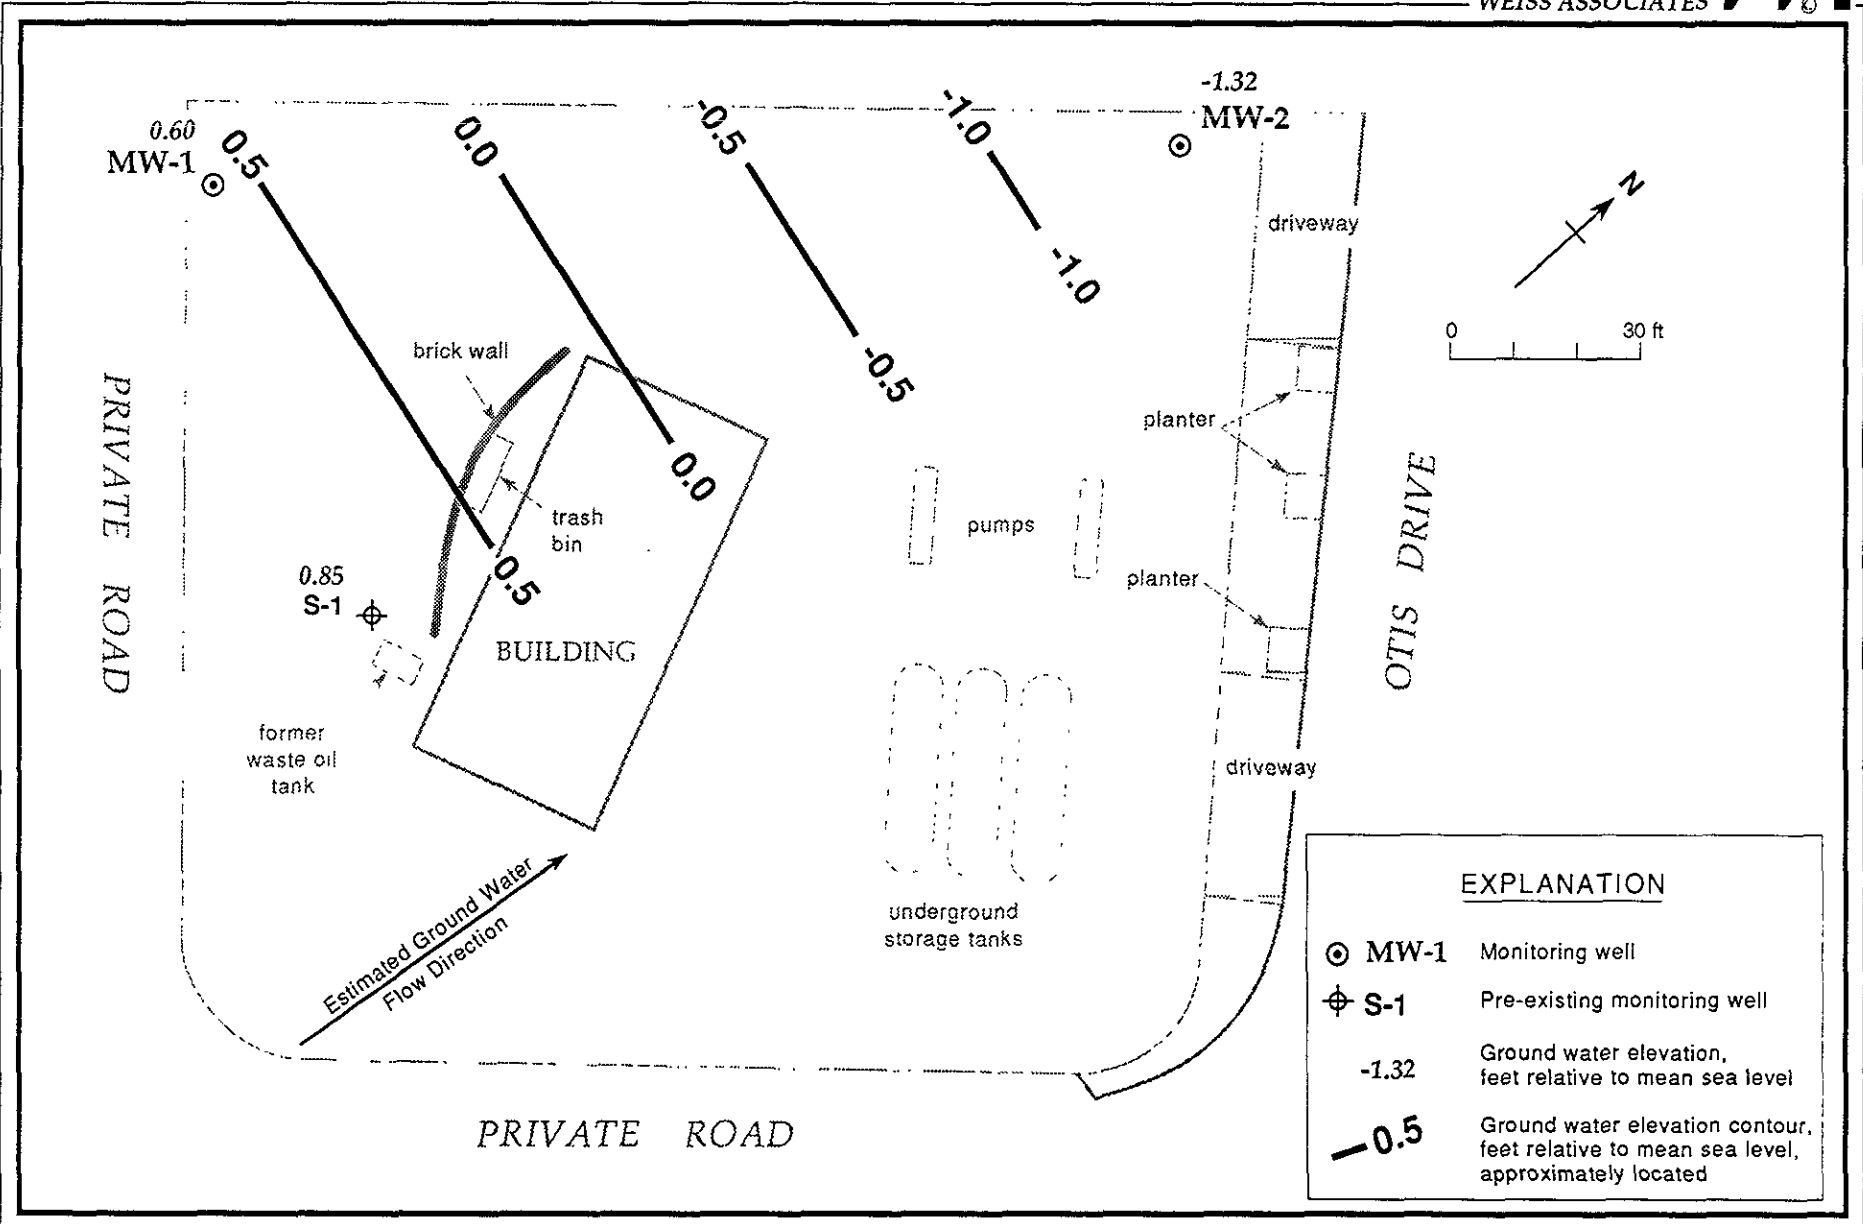 WEISS ASSOCIATES
-1.32
MW-2
0.60
MW-1
0.5
0.0
-0.5
-1.0
N
driveway
-1.0
0 30 ft
brick wall
-0.5
planter
PRIVATE ROAD
0.0
OTIS DRIVE
trash
bin
pumps
0.85
S-1
0.5
planter
BUILDING
former
waste oil
tank
driveway
Estimated Ground Water
Flow Direction
underground
storage tanks
PRIVATE ROAD
EXPLANATION
MW-1 Monitoring well
S-1 Pre-existing monitoring well
-1.32 Ground water elevation,
feet relative to mean sea level
0.5 Ground water elevation contour,
feet relative to mean sea level,
approximately located